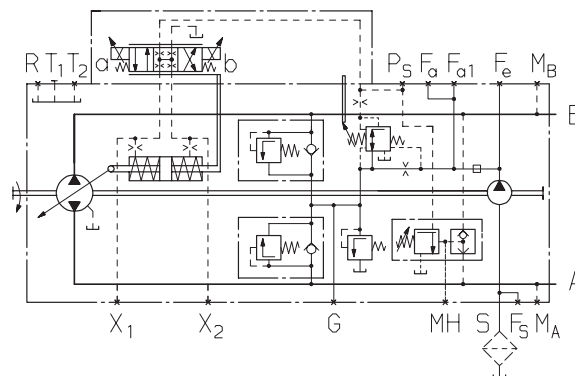 a b
R T1 T2 PS Fa Fa1 Fe MB
B
A
X1 X2 G MH S FS MA